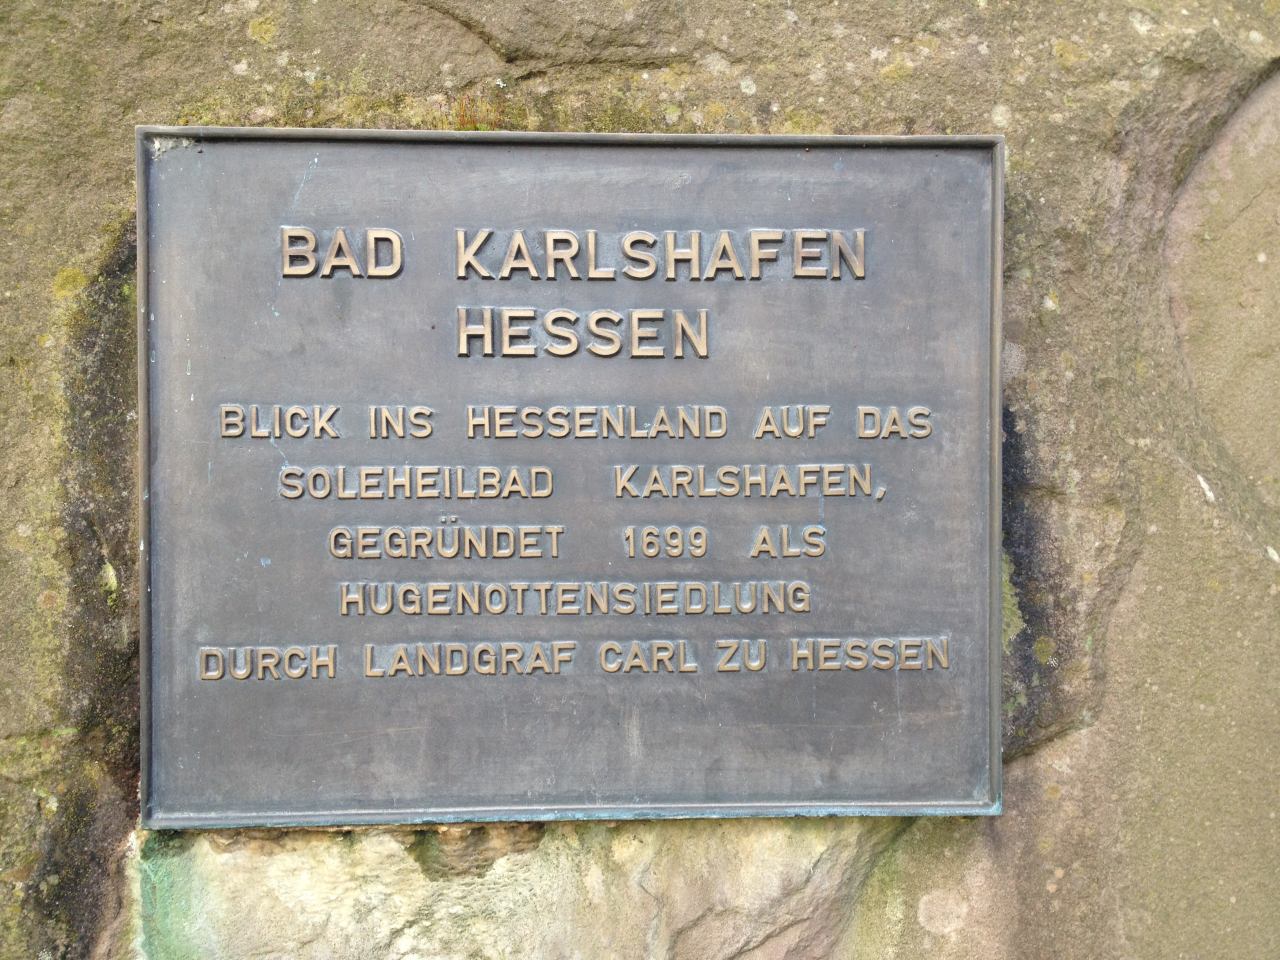 BAD KARLSHAFEN
HESSEN
BLICK INS HESSENLAND AUF DAS
SOLEHEILBAD KARLSHAFEN,
GEGRÜNDET 1699 ALS
HUGENOTTENSIEDLUNG
DURCH LANDGRAF CARL ZU HESSEN